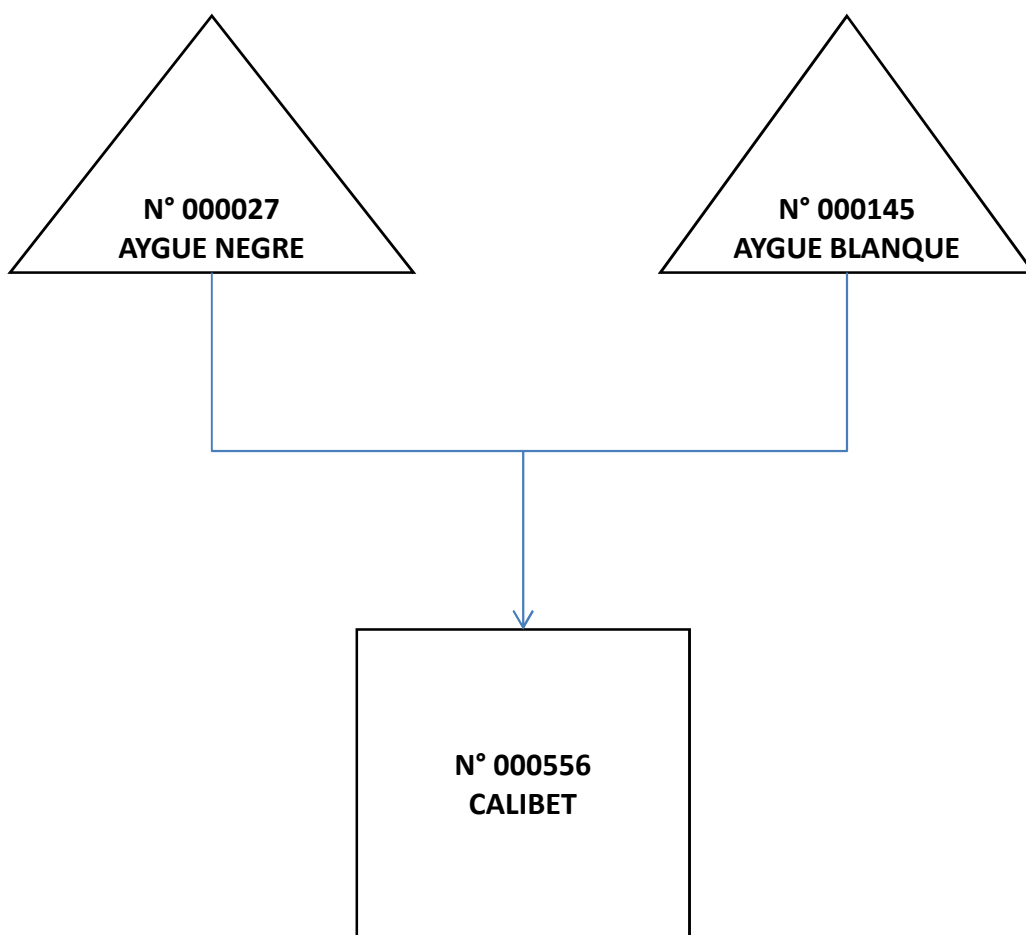 N° 000027
AYGUE NEGRE
N° 000145
AYGUE BLANQUE
N° 000556
CALIBET